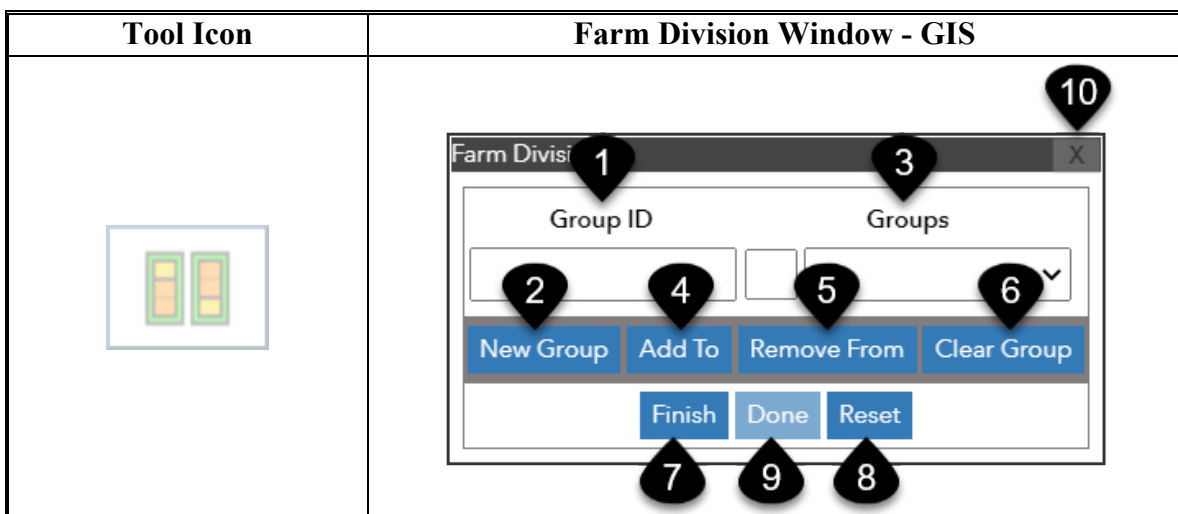 Tool Icon
Farm Division Window - GIS
10
Farm Divisi
1
3
X
Group ID
Groups
2
4
5
6
New Group
Add To
Remove From
Clear Group
Finish
Done
Reset
7
9
8